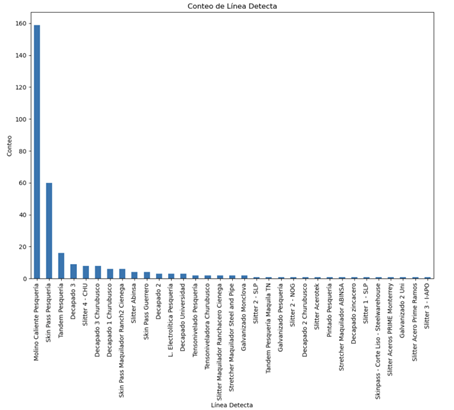 Conteo de Línea Detecta
160
140
120
100
80
60
40
20
0
Conteo
Molino Caliente Pesquería
Skin Pass Pesquería
Tandem Pesquería
Decapado 3
Slitter 4 - CHU
Decapado 3 Churubusco
Decapado 1 Churubusco
Skin Pass Maquilador Ranch2 Cienega
Slitter Abinsa
Skin Pass Guerrero
Decapado 2
L. Electrolítica Pesquería
Decapado Universidad
Tensonivelado Pesquería
Tensoniveladora Churubusco
Slitter Maquilador Ranchacero Cienega
Stretcher Maquilador Steel and Pipe
Galvanizado Monclova
Slitter 2 - SLP
Tandem Pesquería Maquila TN
Galvanizado Pesquería
Slitter 2 - NOG
Decapado 2 Churubusco
Slitter Acerotek
Pintado Pesquería
Stretcher Maquilador ABINSA
Decapado zincacero
Slitter 1 - SLP
Skinpass - Corte Liso - Steelwarehouse
Slitter Aceros PRIME Monterrey
Galvanizado 2 Uni
Slitter Acero Prime Ramos
Slitter 3 - I-APO
Línea Detecta